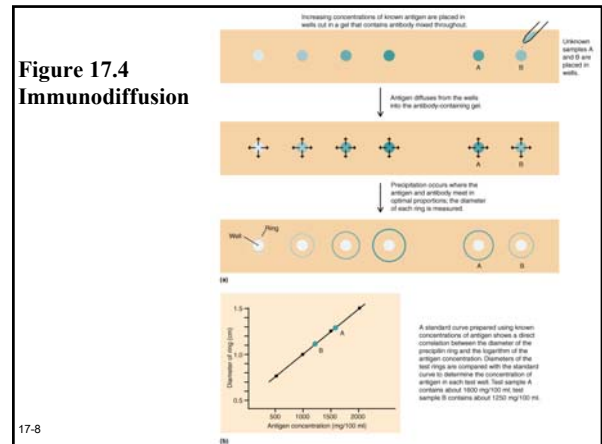 Figure 17.4
Immunodiffusion
Increasing concentrations of known antigen are placed in
wells cut in a gel that contains antibody mixed throughout.
Unknown
samples A
and B are
placed in
wells.
A
B
Antigen diffuses from the wells
into the antibody-containing gel.
A
B
Precipitation occurs where the
antigen and antibody meet in
optimal proportions; the diameter
of each ring is measured.
Well
Ring
A
B
(a)
Diameter of ring (cm)
1.5
1.0
0.5
A
B
500 1000 1500 2000
Antigen concentration (mg/100 ml)
(b)
A standard curve prepared using known
concentrations of antigen shows a direct
correlation between the diameter of the
precipitin ring and the logarithm of the
antigen concentration. Diameters of the
test rings are compared with the standard
curve to determine the concentration of
antigen in each test well. Test sample A
contains about 1600 mg/100 ml; test
sample B contains about 1250 mg/100 ml.
17-8